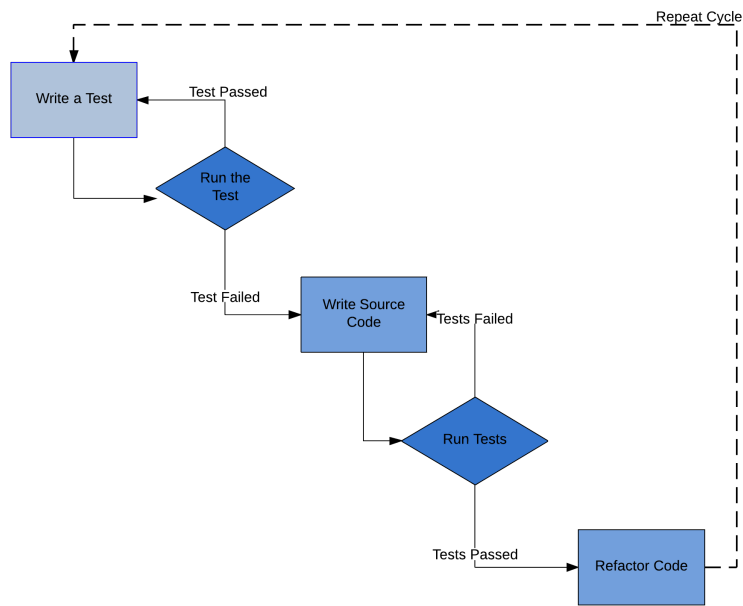 Repeat Cycle
Write a Test
Test Passed
Run the
Test
Test Failed
Write Source
Code
Tests Failed
Run Tests
Tests Passed
Refactor Code